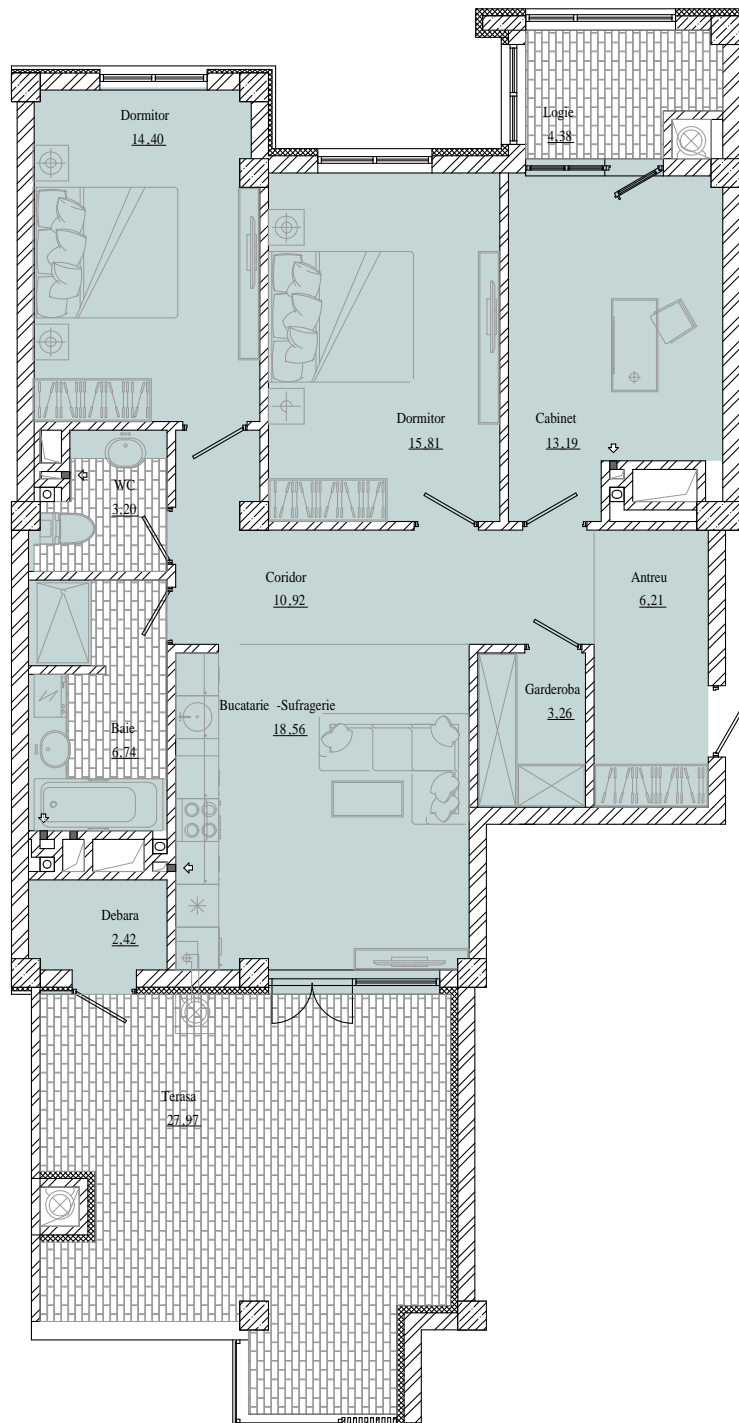 Dormitor
14,40
Logie
4,38
Dormitor
15,81
Cabinet
13,19
WC
3,20
Coridor
10,92
Antreu
6,21
Garderoba
3,26
Bucatarie -Sufragerie
18,56
Baie
6,74
Debara
2,42
Terasa
27,97